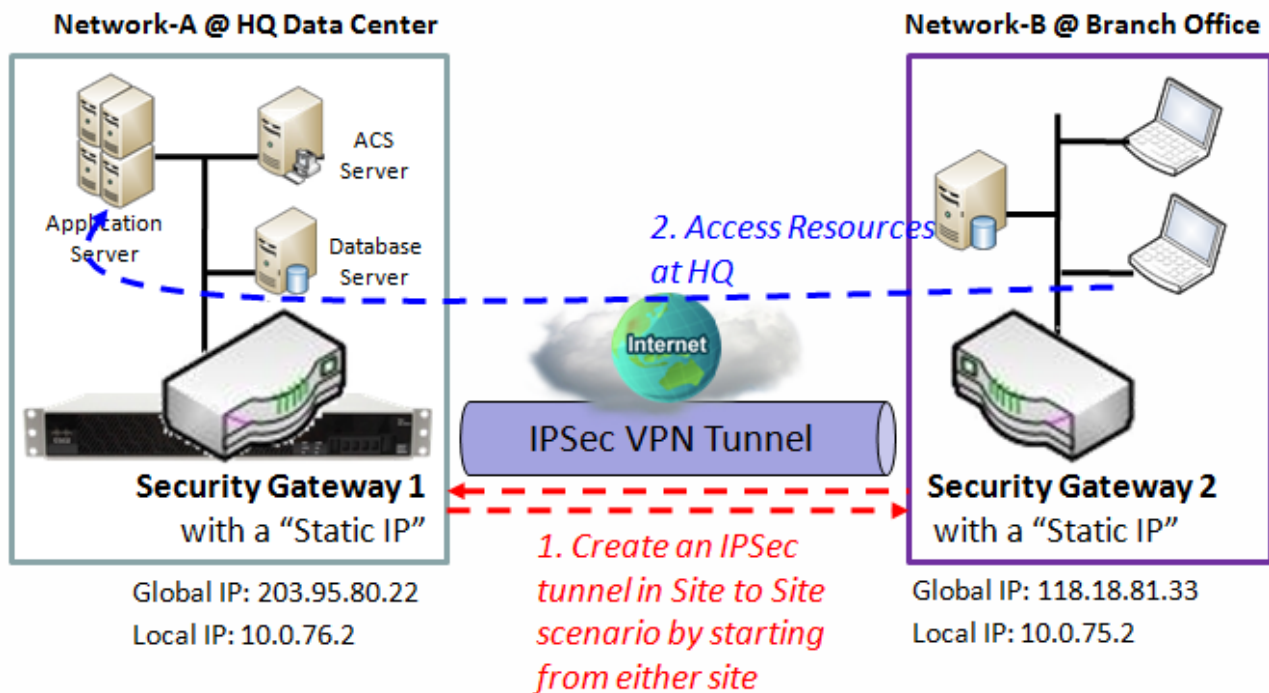 Network-A @ HQ Data Center
Network-B @ Branch Office
ACS
Server
Application
Server
Database
Server
2. Access Resources
at HQ
Internet
IPSec VPN Tunnel
Security Gateway 1
with a “Static IP”
Security Gateway 2
with a “Static IP”
1. Create an IPSec
tunnel in Site to Site
scenario by starting
from either site
Global IP: 203.95.80.22
Local IP: 10.0.76.2
Global IP: 118.18.81.33
Local IP: 10.0.75.2